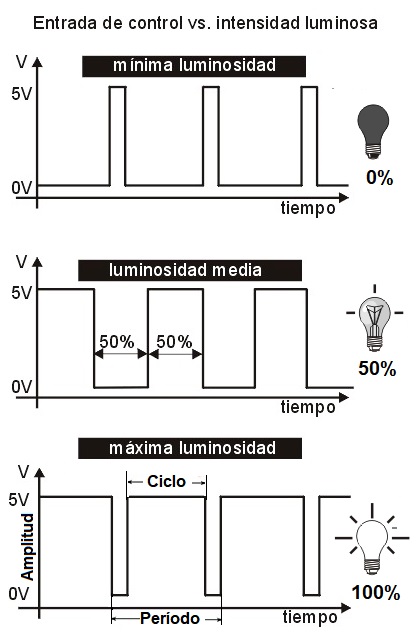 Entrada de control vs. intensidad luminosa
V
mínima luminosidad
5V
0V
tiempo
0%
V
luminosidad media
5V
50%
50%
0V
tiempo
50%
máxima luminosidad
V
Ciclo
5V
Amplitud
0V
Período
tiempo
100%